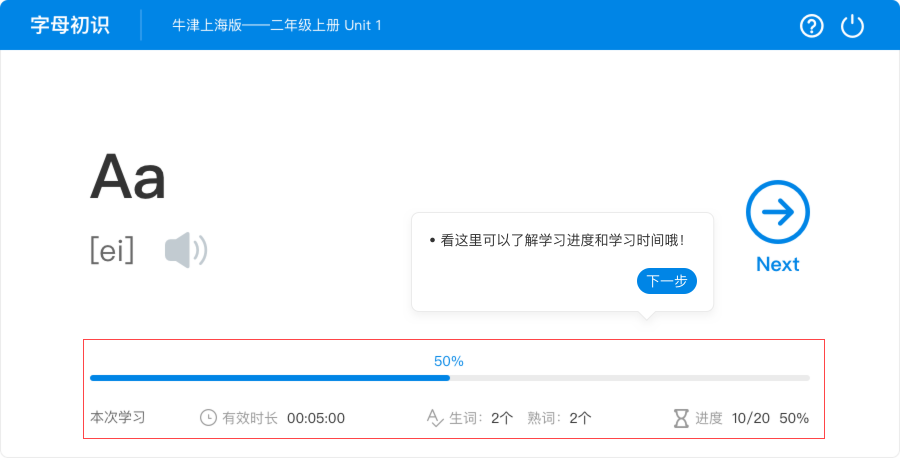 字母初识
牛津上海版——二年级上册 Unit 1
Aa
[ei]
• 看这里可以了解学习进度和学习时间哦！
下一步
Next
50%
本次学习 有效时长 00:05:00 生词：2个 熟词：2个 进度 10/20 50%